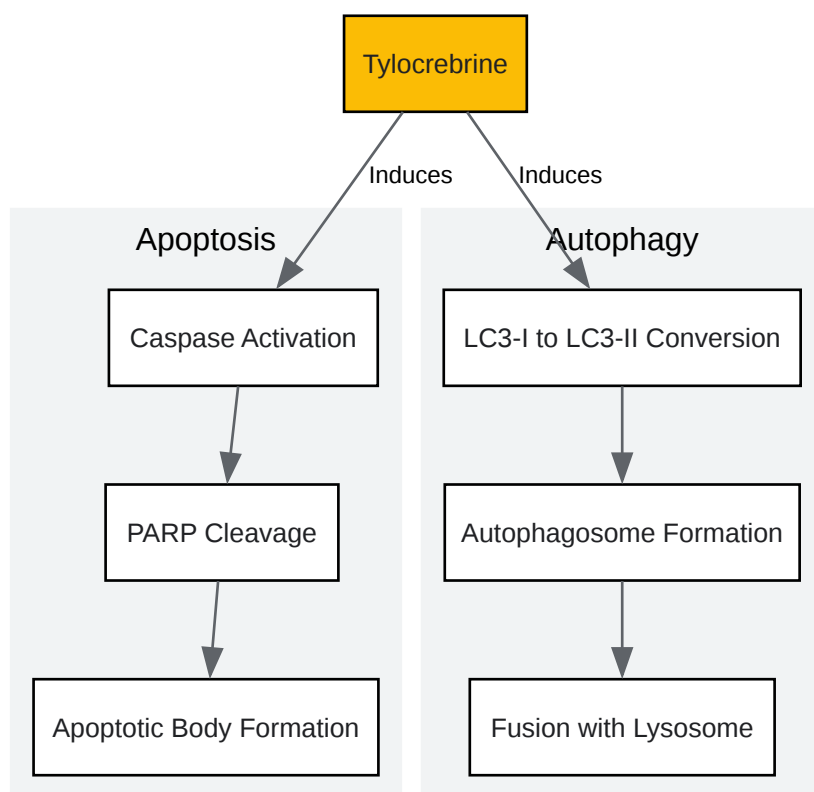 Tylocrebrine
Induces
Induces
Apoptosis
Autophagy
Caspase Activation
LC3-I to LC3-II Conversion
PARP Cleavage
Autophagosome Formation
Apoptotic Body Formation
Fusion with Lysosome